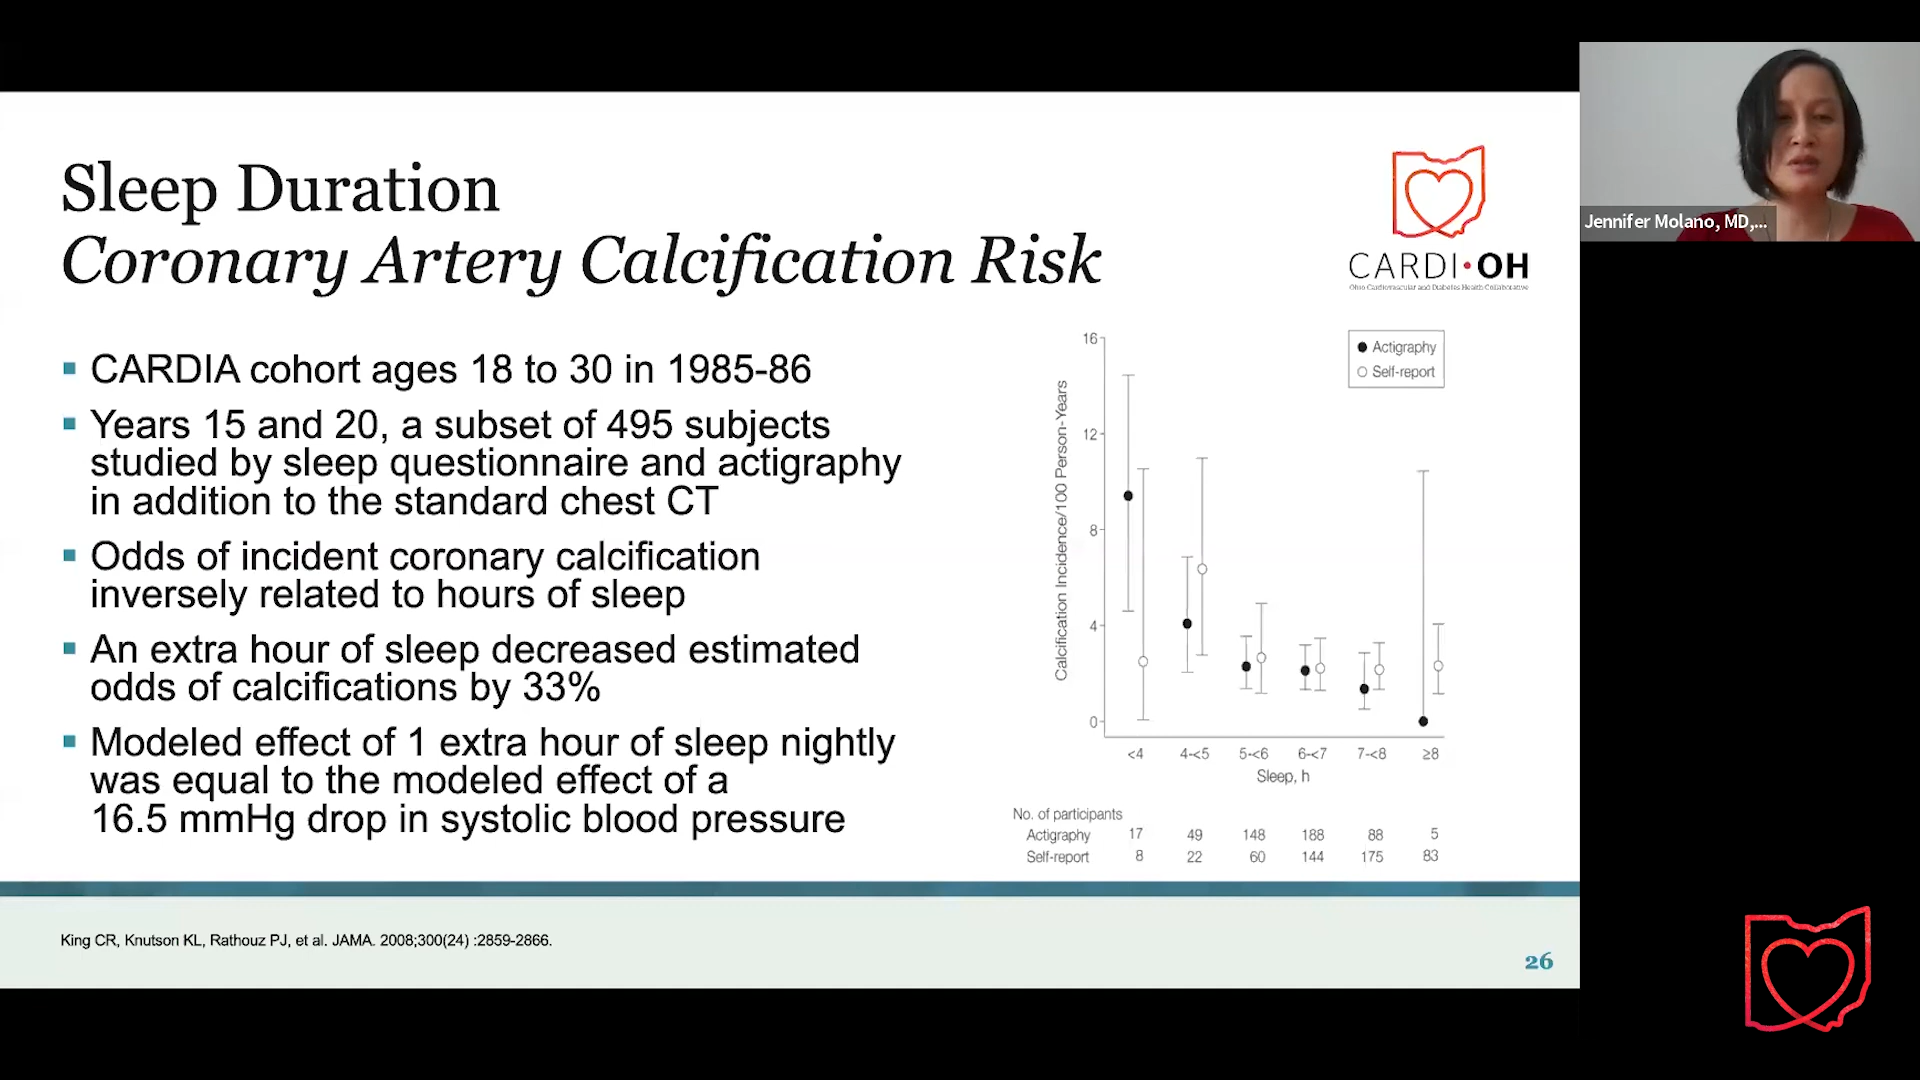 Sleep Duration
Coronary Artery Calcification Risk
CARDI•OH
Ohio Cardiovascular and Diabetes Health Collaborative
Jennifer Molano, MD,...
▪ CARDIA cohort ages 18 to 30 in 1985-86
▪ Years 15 and 20, a subset of 495 subjects
studied by sleep questionnaire and actigraphy
in addition to the standard chest CT
▪ Odds of incident coronary calcification
inversely related to hours of sleep
▪ An extra hour of sleep decreased estimated
odds of calcifications by 33%
▪ Modeled effect of 1 extra hour of sleep nightly
was equal to the modeled effect of a
16.5 mmHg drop in systolic blood pressure
Actigraphy
Self-report
Calcification Incidence/100 Person-Years
16
12
8
4
0
<4 4-<5 5-<6 6-<7 7-<8 ≥8
Sleep, h
No. of participants
Actigraphy 17 49 148 188 88 5
Self-report 8 22 60 144 175 83
King CR, Knutson KL, Rathouz PJ, et al. JAMA. 2008;300(24) :2859-2866.
26